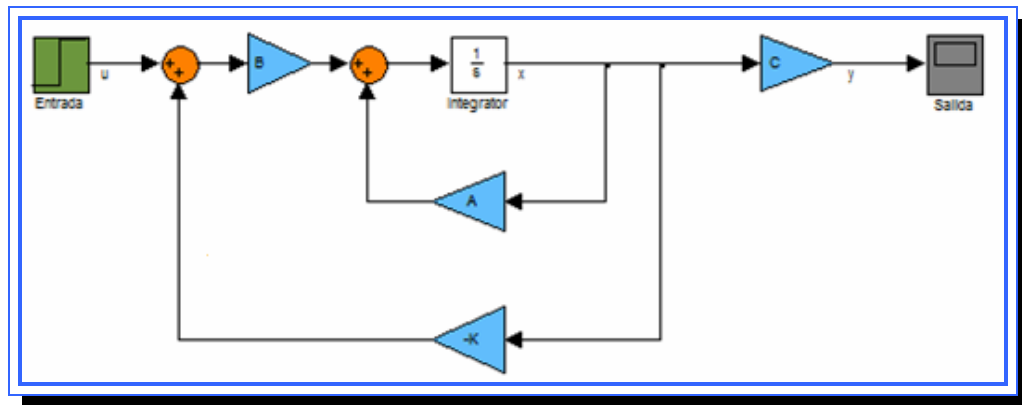 Entrada
u
+
+
B
+
+
1
s
Integrator
x
C
y
Salida
A
-K